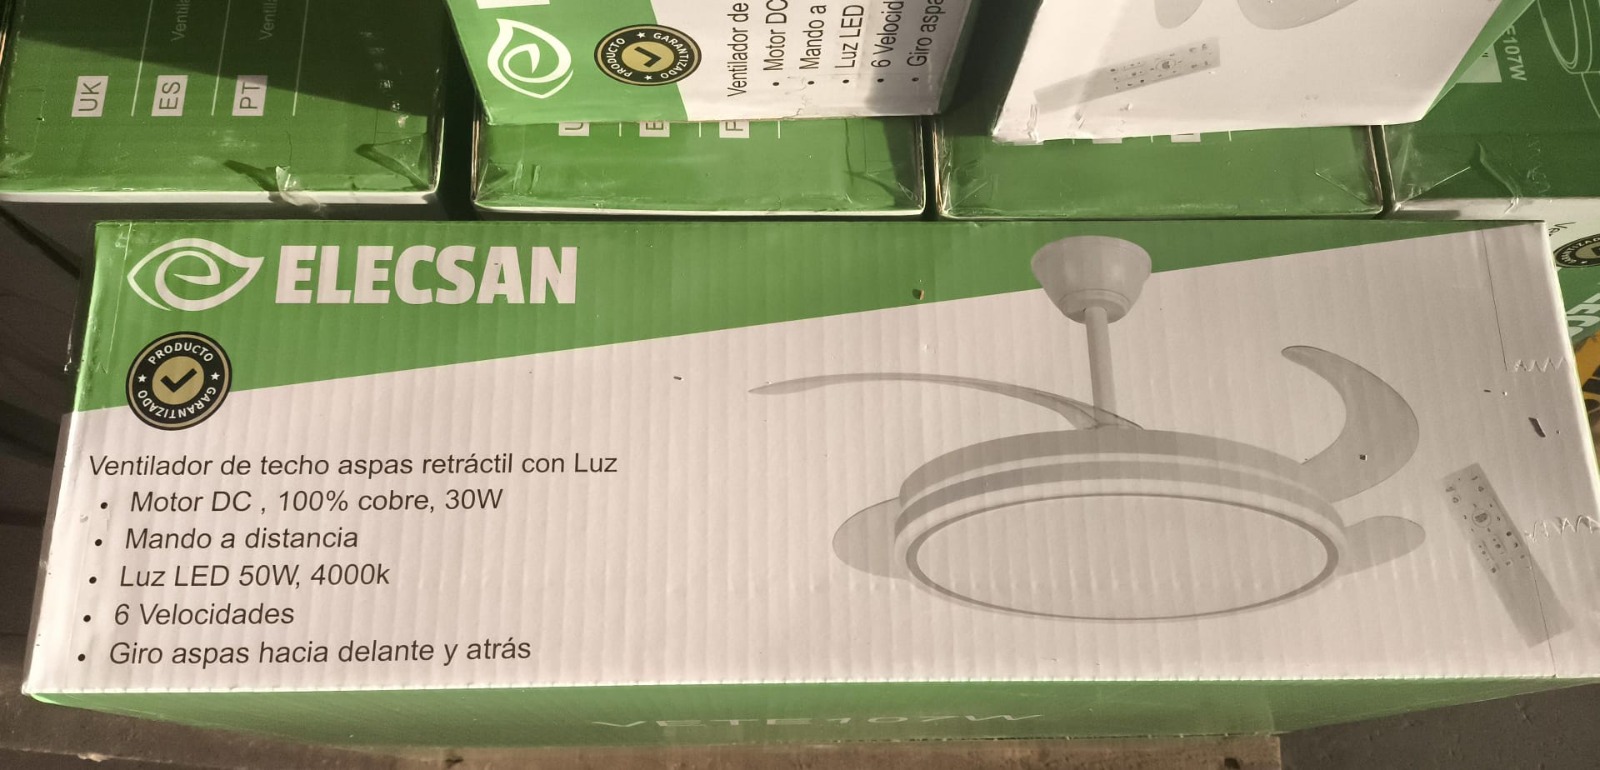 UK
ES
PT
PRODUCTO GARANTIZADO
Ventilador de
• Motor DC
• Mando a
• Luz LED
• 6 Velocid
• Giro aspa
ELECSAN
PRODUCTO GARANTIZADO
Ventilador de techo aspas retráctil con Luz
• Motor DC , 100% cobre, 30W
• Mando a distancia
• Luz LED 50W, 4000k
• 6 Velocidades
• Giro aspas hacia delante y atrás
VETE107W